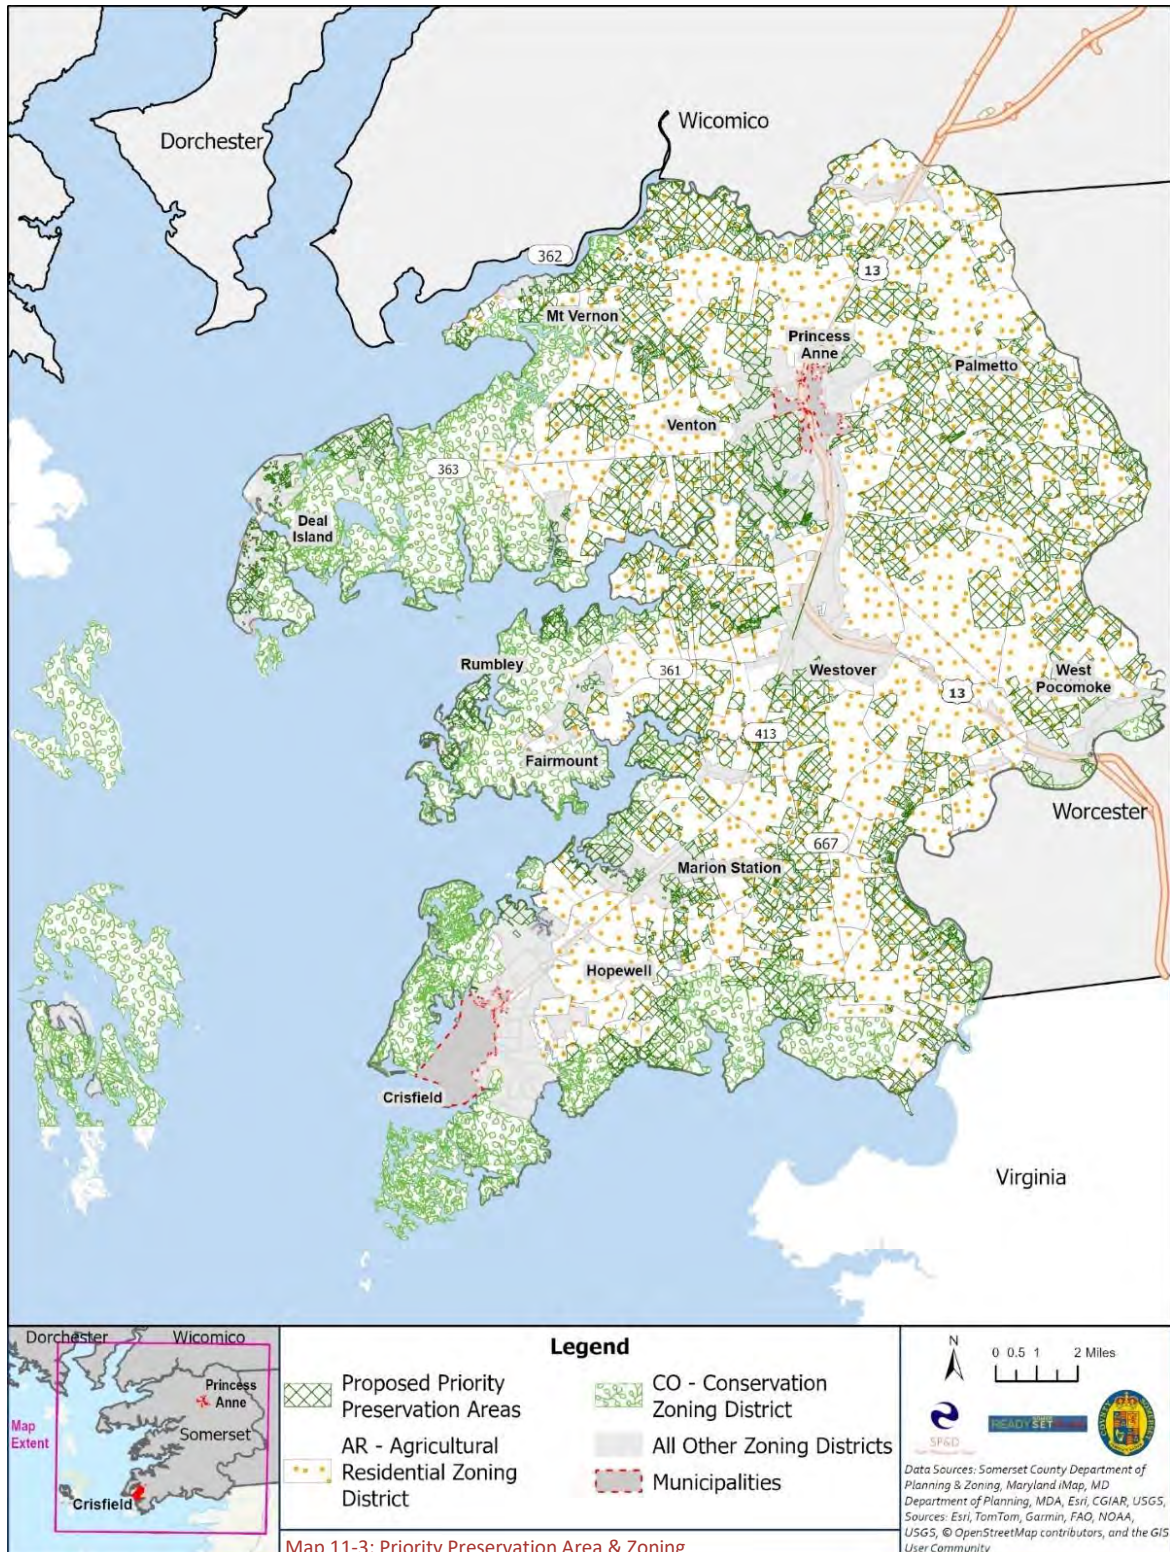 Wicomico
Dorchester
362
13
Mt Vernon
Princess
Anne
Palmetto
Venton
363
Deal
Island
Rumbley
361
Westover
West
Pocomoke
13
413
Fairmount
Worcester
667
Marion Station
Hopewell
Crisfield
Virginia
Dorchester
Wicomico
Princess
Anne
Map
Extent
Somerset
Crisfield
Legend
Proposed Priority
Preservation Areas
AR - Agricultural
Residential Zoning
District
CO - Conservation
Zoning District
All Other Zoning Districts
Municipalities
N
0 0.5 1 2 Miles
SP&D
READY SET
Data Sources: Somerset County Department of
Planning & Zoning, Maryland iMap, MD
Department of Planning, MDA, Esri, CGIAR, USGS,
Sources: Esri, TomTom, Garmin, FAO, NOAA,
USGS, © OpenStreetMap contributors, and the GIS
User Community
Map 11-3: Priority Preservation Area & Zoning